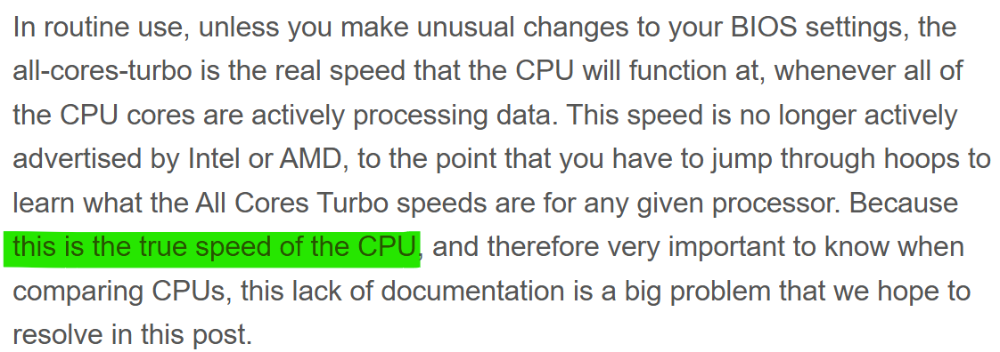 In routine use, unless you make unusual changes to your BIOS settings, the
all-cores-turbo is the real speed that the CPU will function at, whenever all of
the CPU cores are actively processing data. This speed is no longer actively
advertised by Intel or AMD, to the point that you have to jump through hoops to
learn what the All Cores Turbo speeds are for any given processor. Because
this is the true speed of the CPU, and therefore very important to know when
comparing CPUs, this lack of documentation is a big problem that we hope to
resolve in this post.